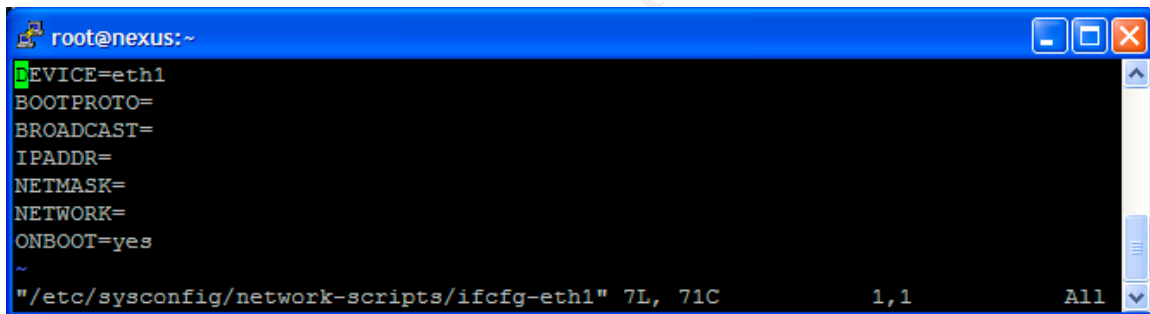 root@nexus:~
DEVICE=eth1
BOOTPROTO=
BROADCAST=
IPADDR=
NETMASK=
NETWORK=
ONBOOT=yes
~
"/etc/sysconfig/network-scripts/ifcfg-eth1" 7L, 71C 1,1 All